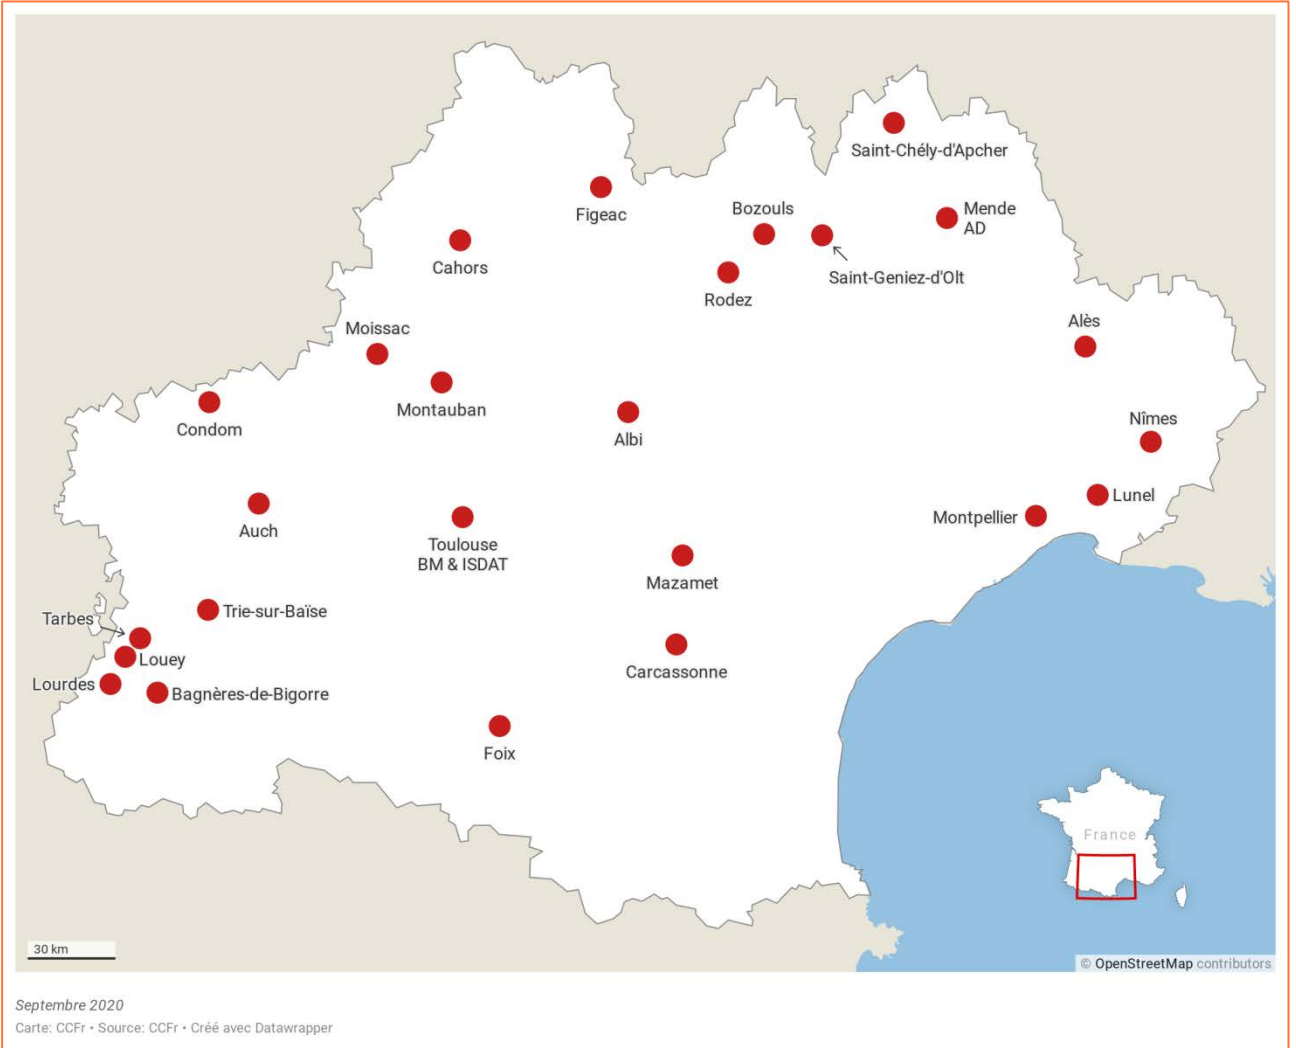 Saint-Chély-d'Apcher
Figeac
Bozouls
Mende
AD
Cahors
Saint-Geniez-d'Olt
Rodez
Moissac
Alès
Montauban
Condom
Albi
Nîmes
Lunel
Montpellier
Auch
Toulouse
BM & ISDAT
Mazamet
Trie-sur-Baïse
Tarbes
Louey
Lourdes
Bagnères-de-Bigorre
Carcassonne
Foix
France
30 km
© OpenStreetMap contributors
Septembre 2020
Carte: CCFr • Source: CCFr • Créé avec Datawrapper